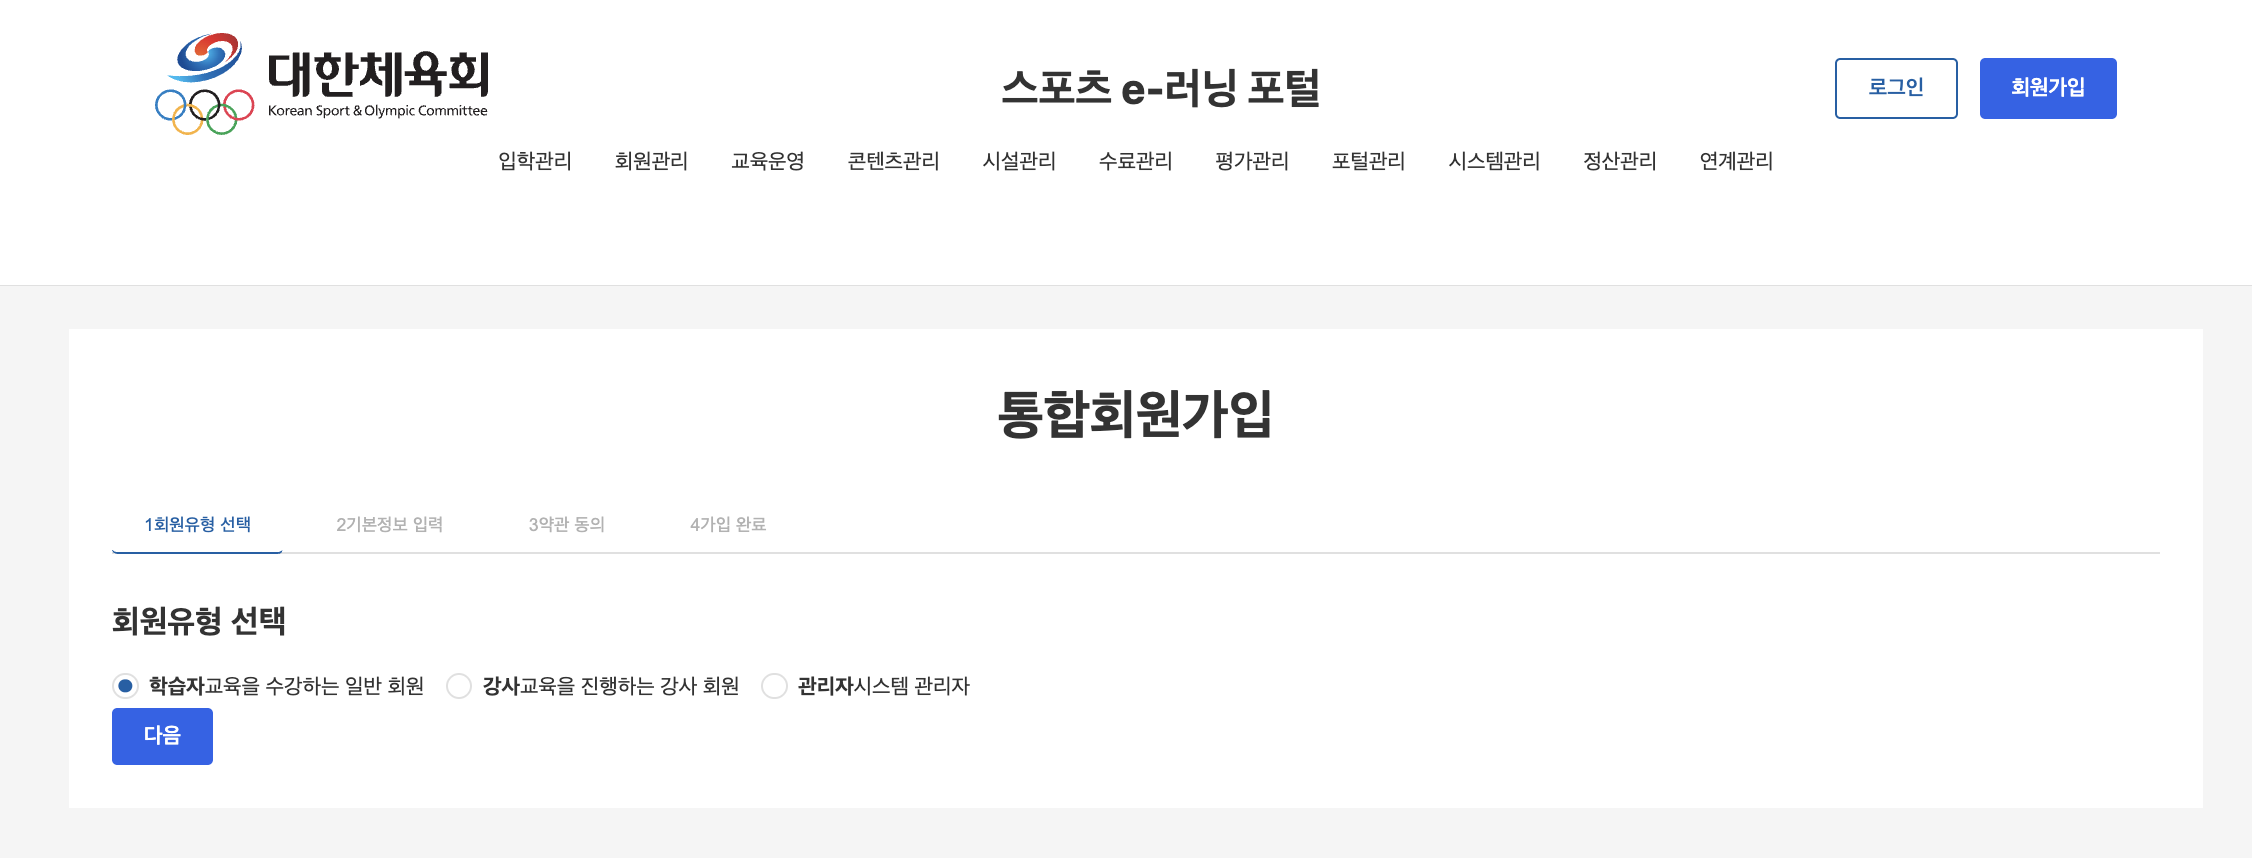 대한체육회
Korean Sport & Olympic Committee
스포츠 e-러닝 포털
로그인
회원가입
입학관리 회원관리 교육운영 콘텐츠관리 시설관리 수료관리 평가관리 포털관리 시스템관리 정산관리 연계관리
통합회원가입
1회원유형 선택 2기본정보 입력 3약관 동의 4가입 완료
회원유형 선택
학습자교육을 수강하는 일반 회원 강사교육을 진행하는 강사 회원 관리자시스템 관리자
다음